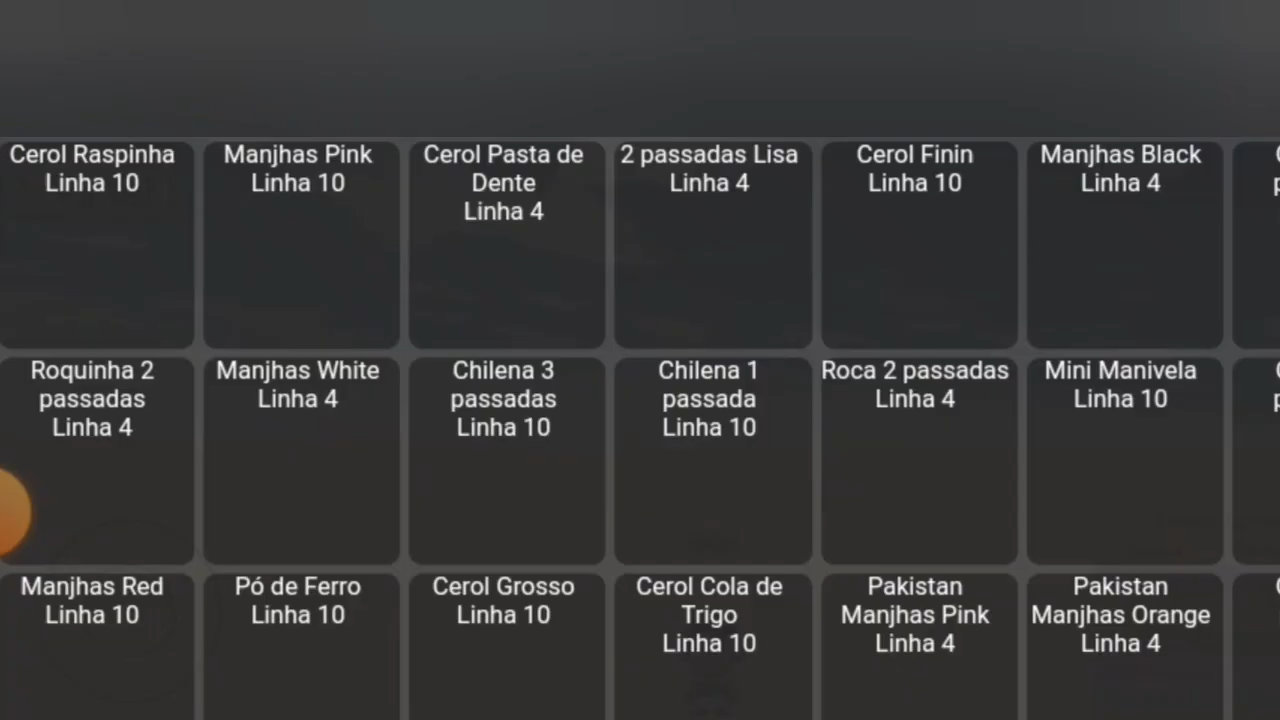 Cerol Raspinha
Linha 10
Manjhas Pink
Linha 10
Cerol Pasta de
Dente
Linha 4
2 passadas Lisa
Linha 4
Cerol Finin
Linha 10
Manjhas Black
Linha 4
Roquinha 2
passadas
Linha 4
Manjhas White
Linha 4
Chilena 3
passadas
Linha 10
Chilena 1
passada
Linha 10
Roca 2 passadas
Linha 4
Mini Manivela
Linha 10
Manjhas Red
Linha 10
Pó de Ferro
Linha 10
Cerol Grosso
Linha 10
Cerol Cola de
Trigo
Linha 10
Pakistan
Manjhas Pink
Linha 4
Pakistan
Manjhas Orange
Linha 4